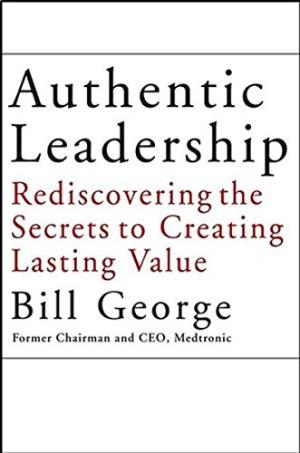 Authentic
Leadership
Rediscovering the
Secrets to Creating
Lasting Value
Bill George
Former Chairman and CEO, Medtronic